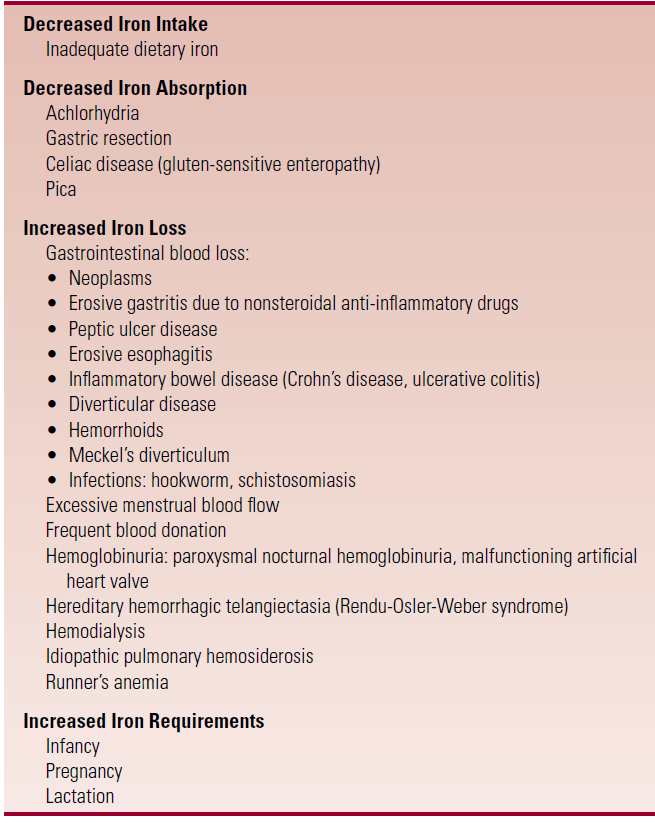 Decreased Iron Intake
Inadequate dietary iron
Decreased Iron Absorption
Achlorhydria
Gastric resection
Celiac disease (gluten-sensitive enteropathy)
Pica
Increased Iron Loss
Gastrointestinal blood loss:
• Neoplasms
• Erosive gastritis due to nonsteroidal anti-inflammatory drugs
• Peptic ulcer disease
• Erosive esophagitis
• Inflammatory bowel disease (Crohn's disease, ulcerative colitis)
• Diverticular disease
• Hemorrhoids
• Meckel's diverticulum
• Infections: hookworm, schistosomiasis
Excessive menstrual blood flow
Frequent blood donation
Hemoglobinuria: paroxysmal nocturnal hemoglobinuria, malfunctioning artificial
heart valve
Hereditary hemorrhagic telangiectasia (Rendu-Osler-Weber syndrome)
Hemodialysis
Idiopathic pulmonary hemosiderosis
Runner's anemia
Increased Iron Requirements
Infancy
Pregnancy
Lactation